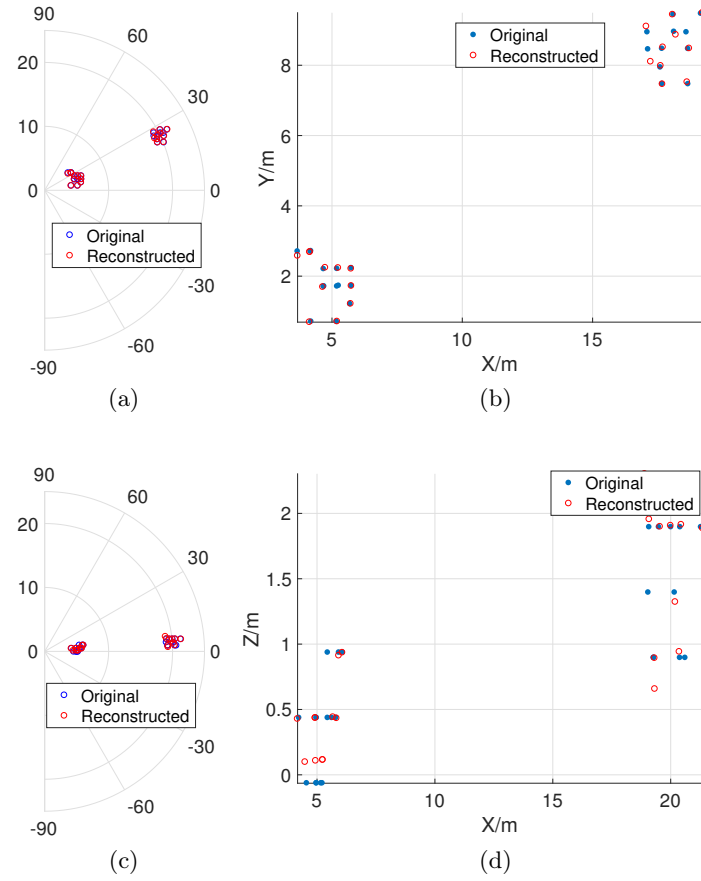 90
60
20
30
10
0
0
Original
Reconstructed
-30
-60
-90
(a)
Original
Reconstructed
8
6
4
2
Y/m
5
10
15
X/m
(b)
90
60
20
30
10
0
0
Original
Reconstructed
-30
-60
-90
(c)
Original
Reconstructed
2
1.5
1
0.5
0
Z/m
5
10
15
20
X/m
(d)